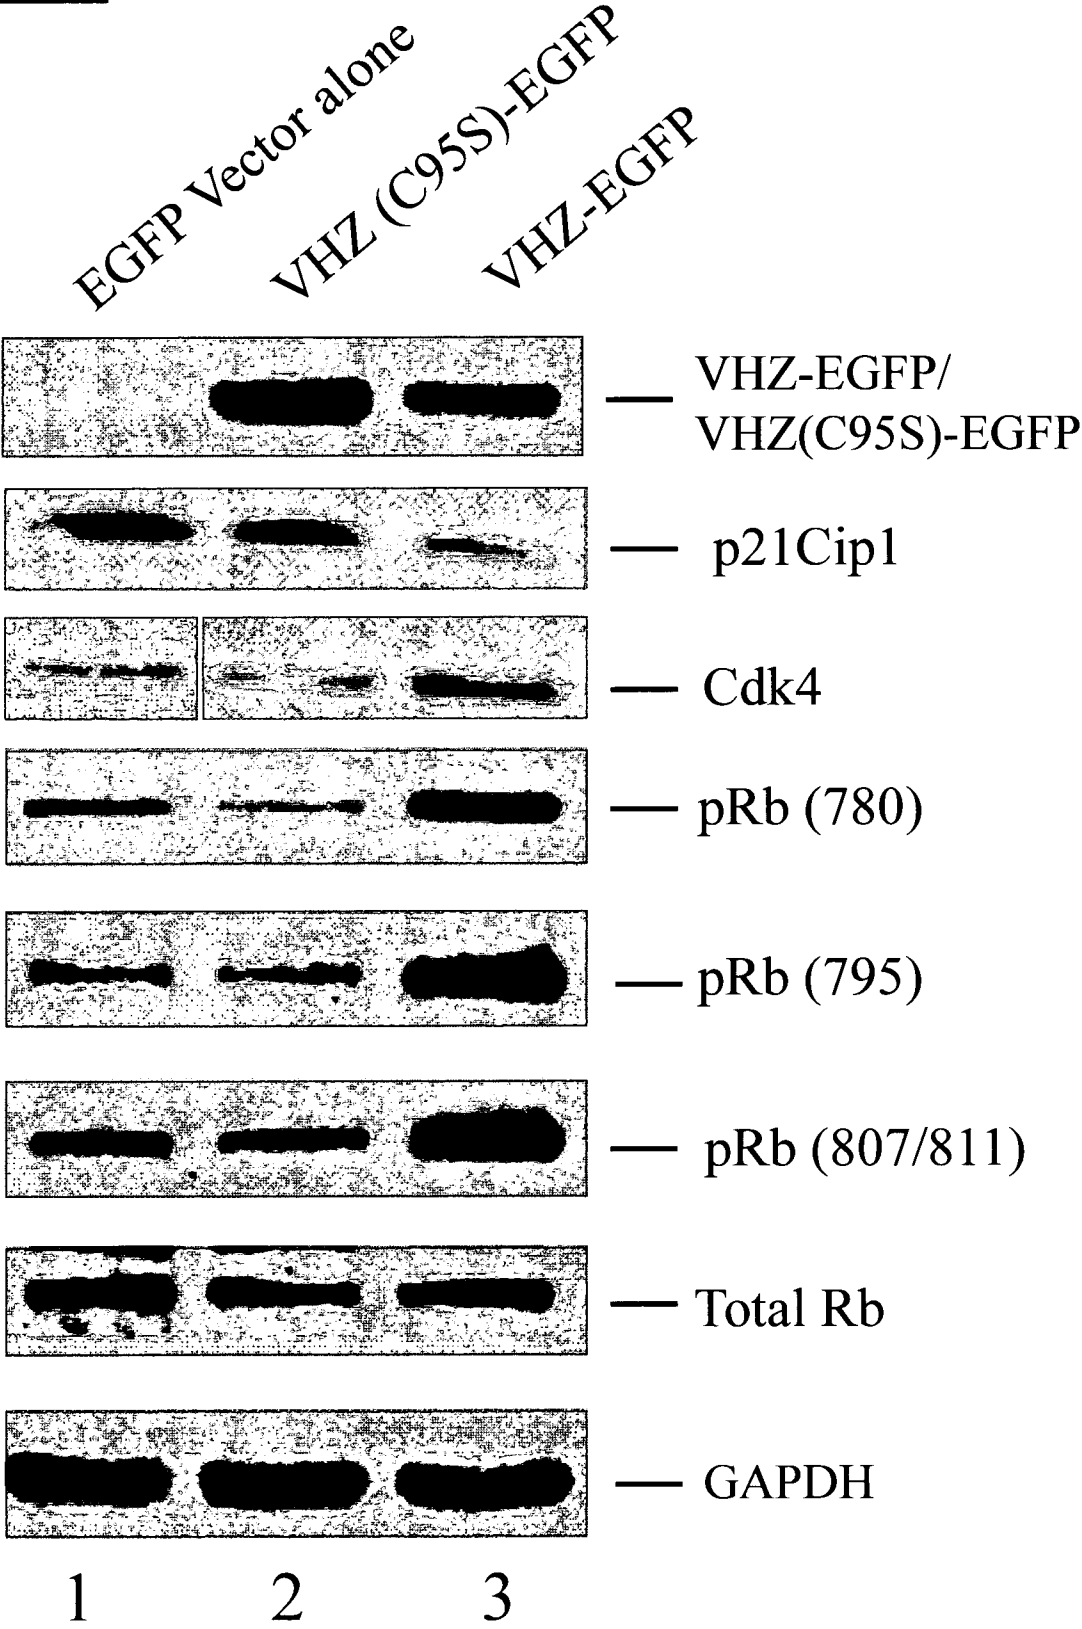 EGFP Vector alone
VHZ (C95S)-EGFP
VHZ-EGFP
VHZ-EGFP/
VHZ(C95S)-EGFP
p21Cip1
Cdk4
pRb (780)
pRb (795)
pRb (807/811)
Total Rb
GAPDH
1 2 3